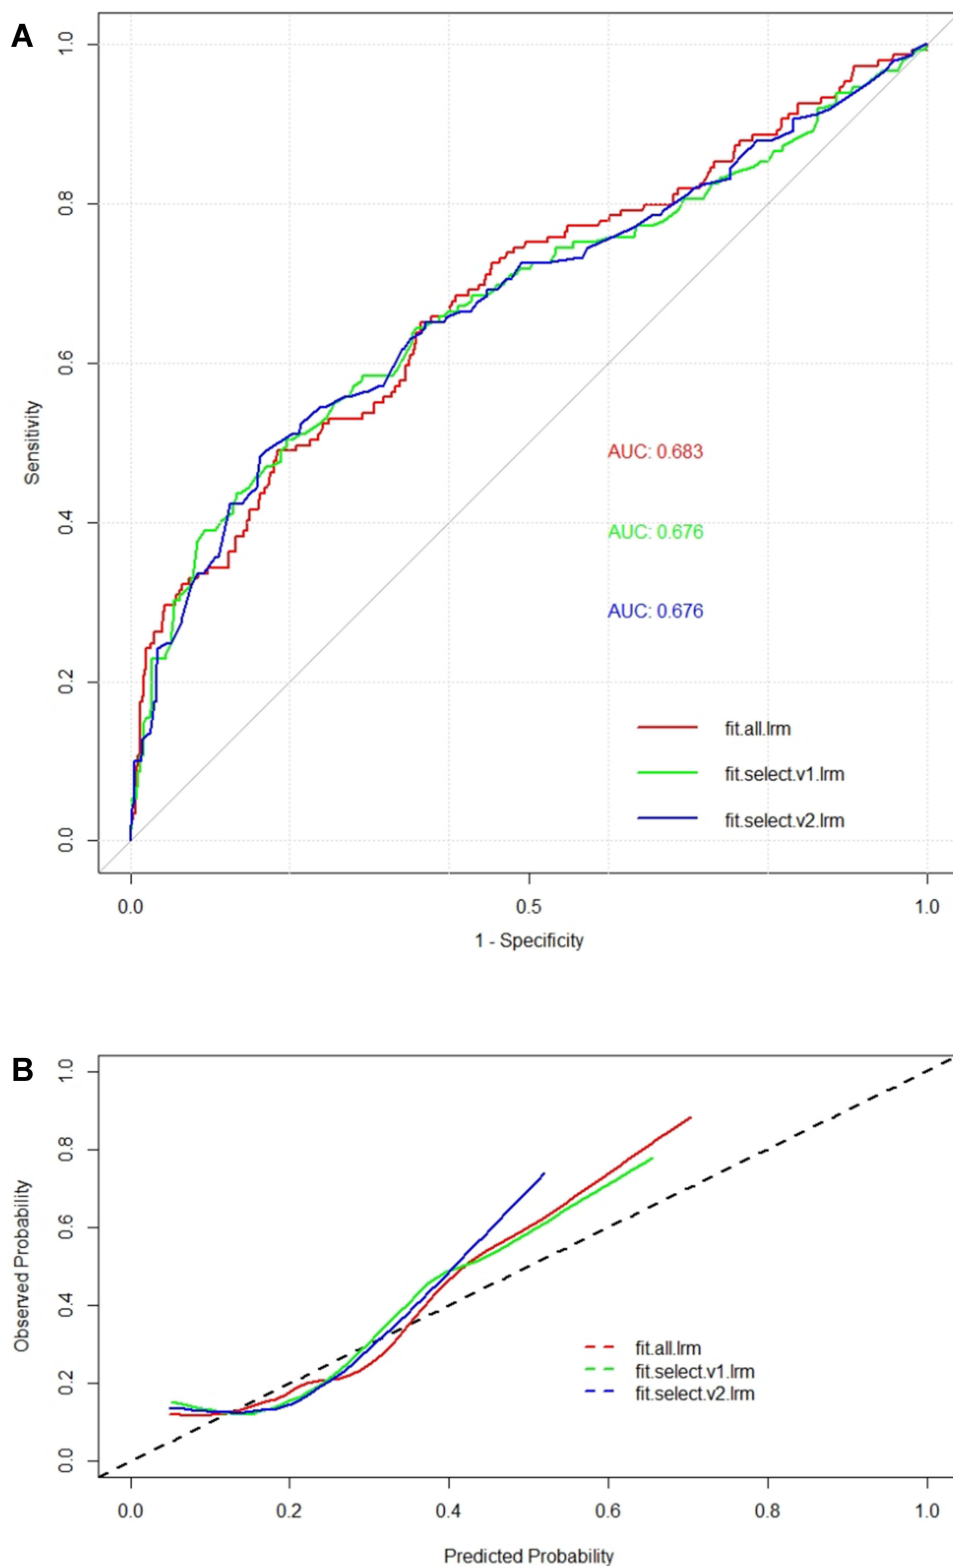 A
1.0
0.8
0.6
0.4
0.2
0.0
Sensitivity
AUC: 0.683
AUC: 0.676
AUC: 0.676
fit.all.lrm
fit.select.v1.lrm
fit.select.v2.lrm
0.0 0.5 1.0
1 - Specificity
B
1.0
0.8
0.6
0.4
0.2
0.0
Observed Probability
fit.all.lrm
fit.select.v1.lrm
fit.select.v2.lrm
0.0 0.2 0.4 0.6 0.8 1.0
Predicted Probability